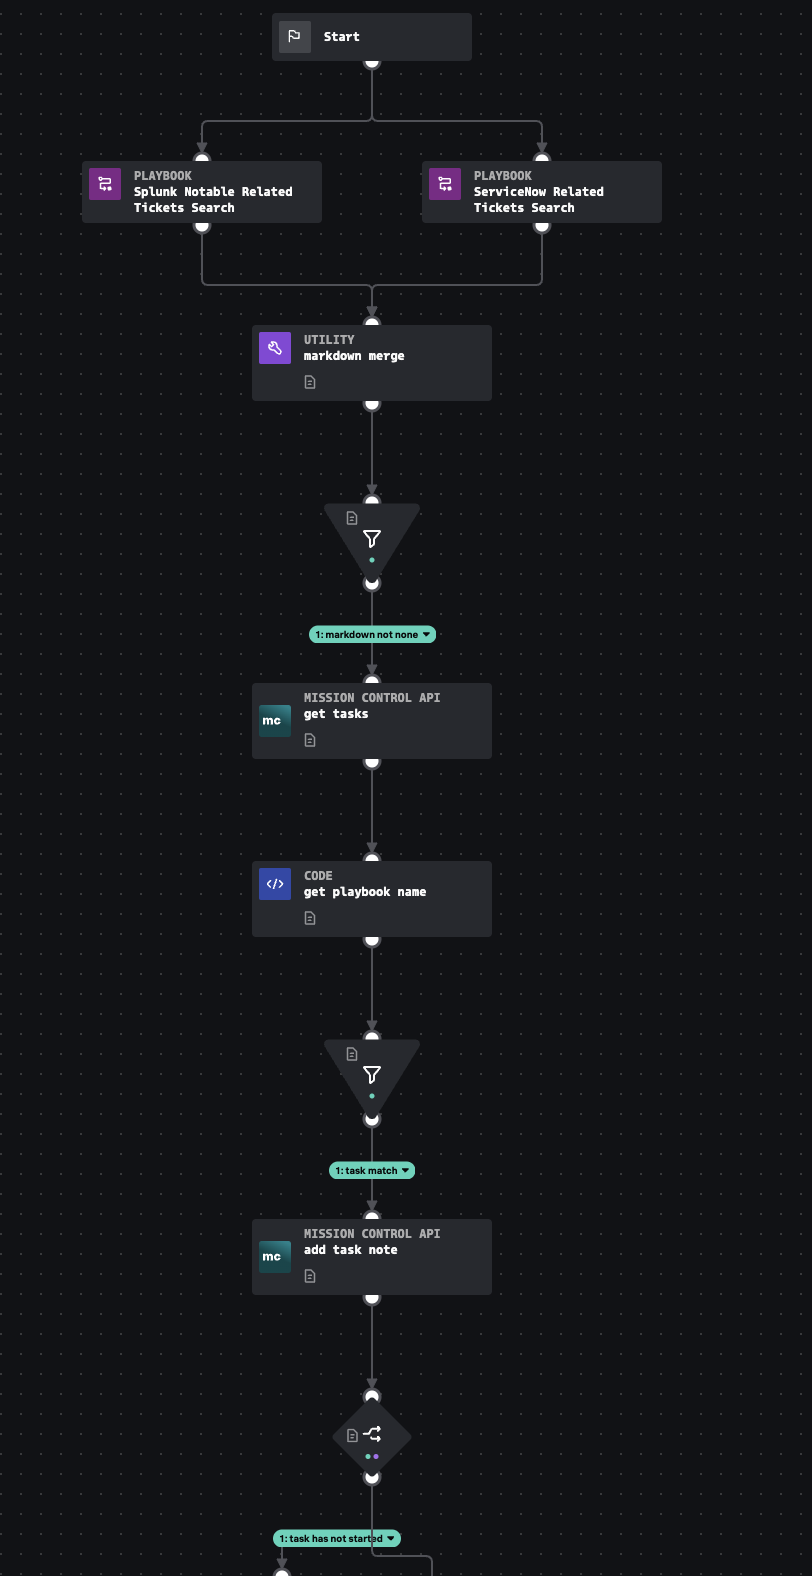 Start
PLAYBOOK
Splunk Notable Related
Tickets Search
PLAYBOOK
ServiceNow Related
Tickets Search
UTILITY
markdown merge
1: markdown not none
MISSION CONTROL API
mc
get tasks
CODE
</>
get playbook name
1: task match
MISSION CONTROL API
mc
add task note
1: task has not started